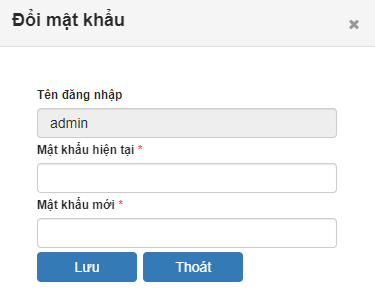 Đổi mật khẩu
Tên đăng nhập
admin
Mật khẩu hiện tại *
Mật khẩu mới *
Lưu Thoát